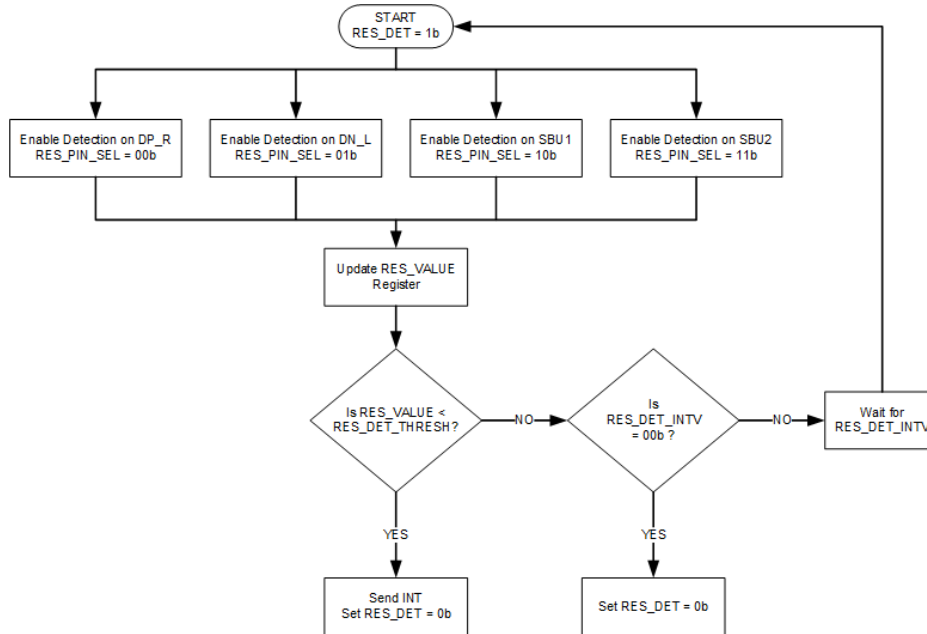 START
RES_DET = 1b
Enable Detection on DP_R
RES_PIN_SEL = 00b
Enable Detection on DN_L
RES_PIN_SEL = 01b
Enable Detection on SBU1
RES_PIN_SEL = 10b
Enable Detection on SBU2
RES_PIN_SEL = 11b
Update RES_VALUE
Register
Is RES_VALUE <
RES_DET_THRESH?
NO
Is
RES_DET_INTV
= 00b ?
NO
Wait for
RES_DET_INTV
YES
YES
Send INT
Set RES_DET = 0b
Set RES_DET = 0b